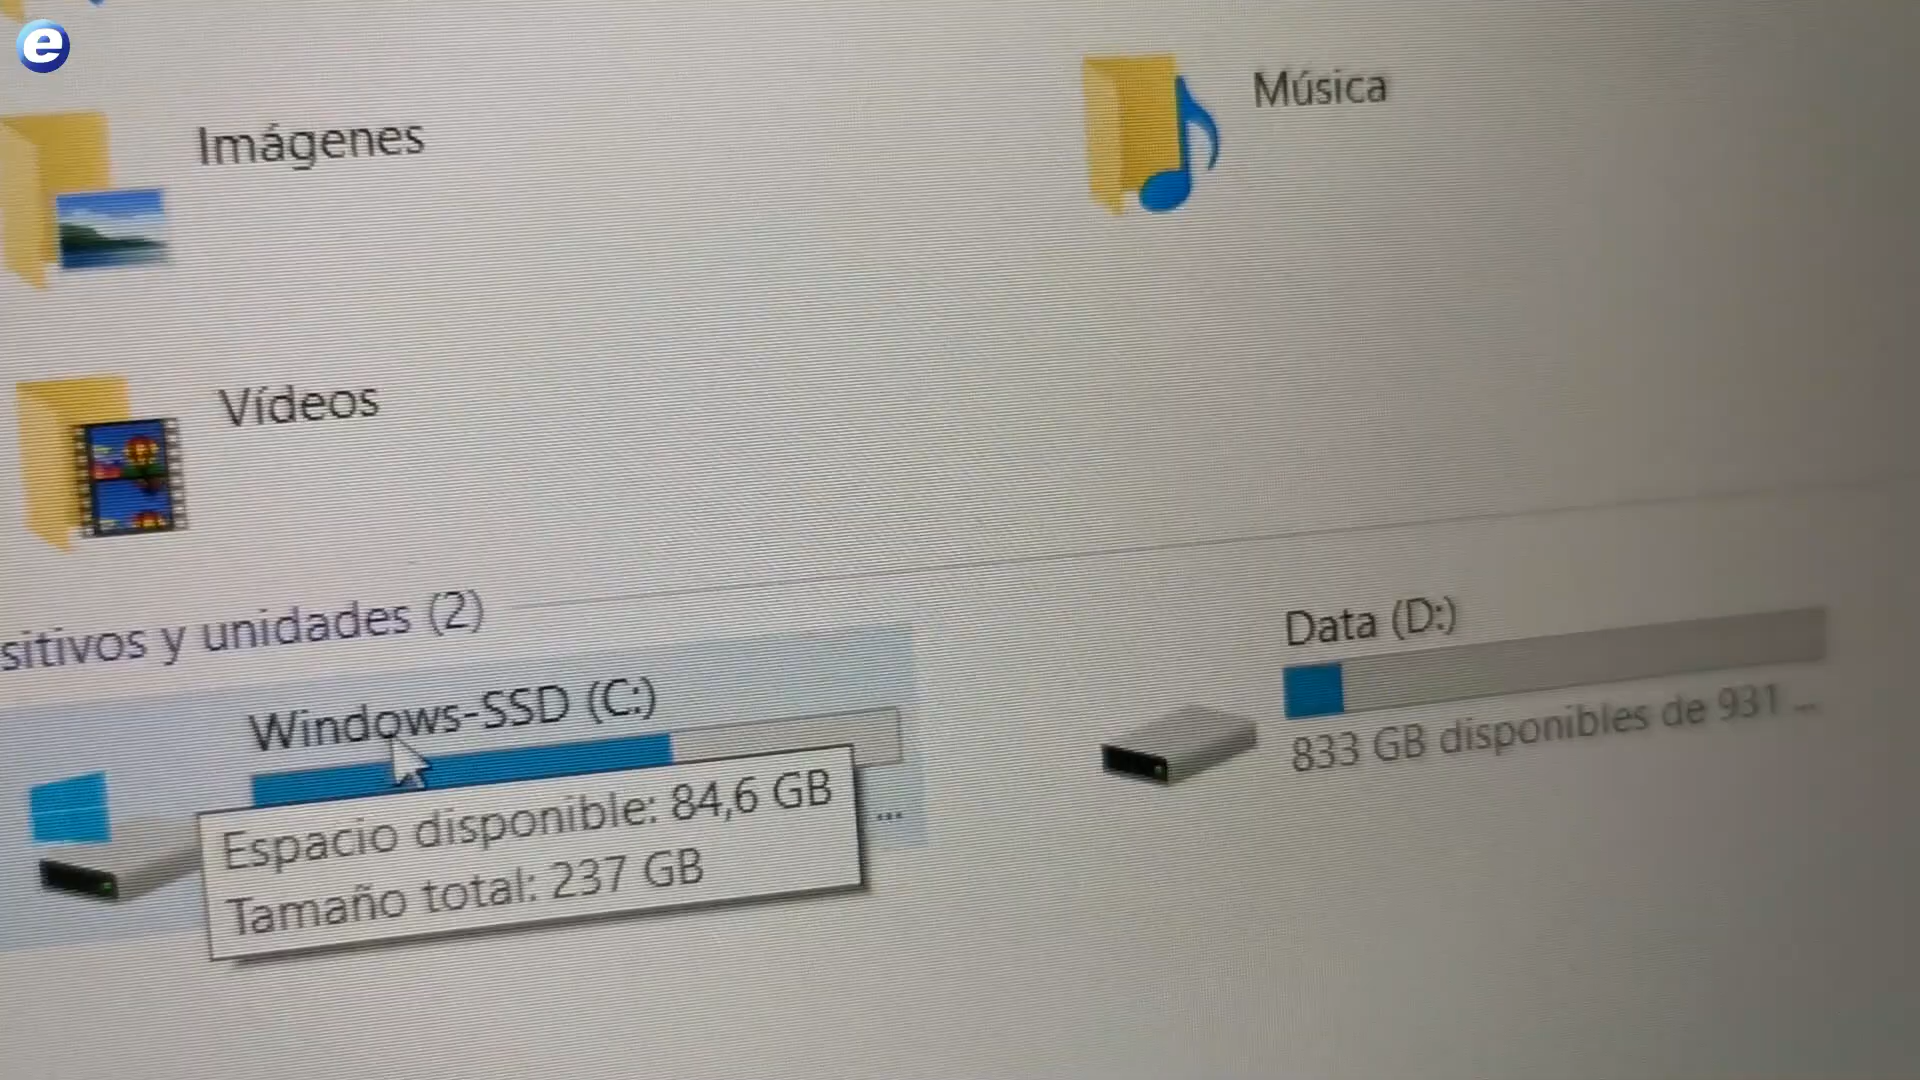 e
Imágenes
Música
Vídeos
sitivos y unidades (2)
Windows-SSD (C:)
Espacio disponible: 84,6 GB
Tamaño total: 237 GB
...
Data (D:)
833 GB disponibles de 931 ...